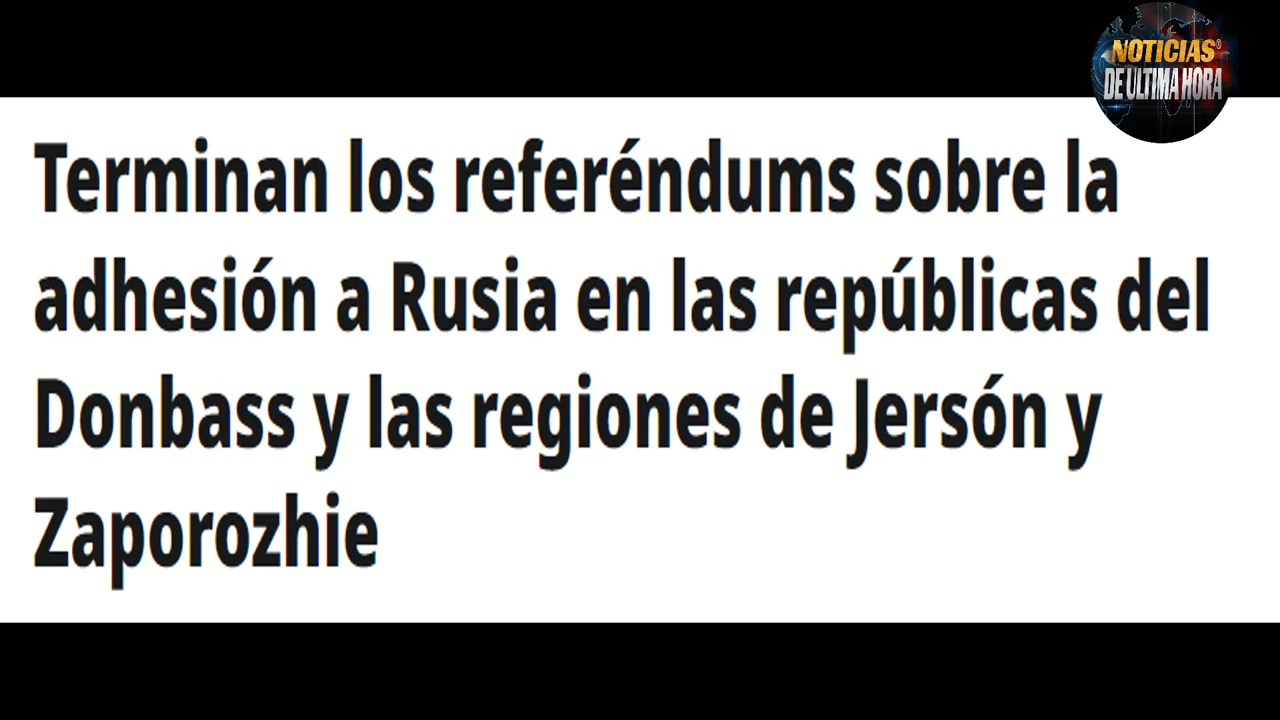 NOTICIAS®
DE ULTIMA HORA
Terminan los referéndums sobre la
adhesión a Rusia en las repúblicas del
Donbass y las regiones de Jersón y
Zaporozhie